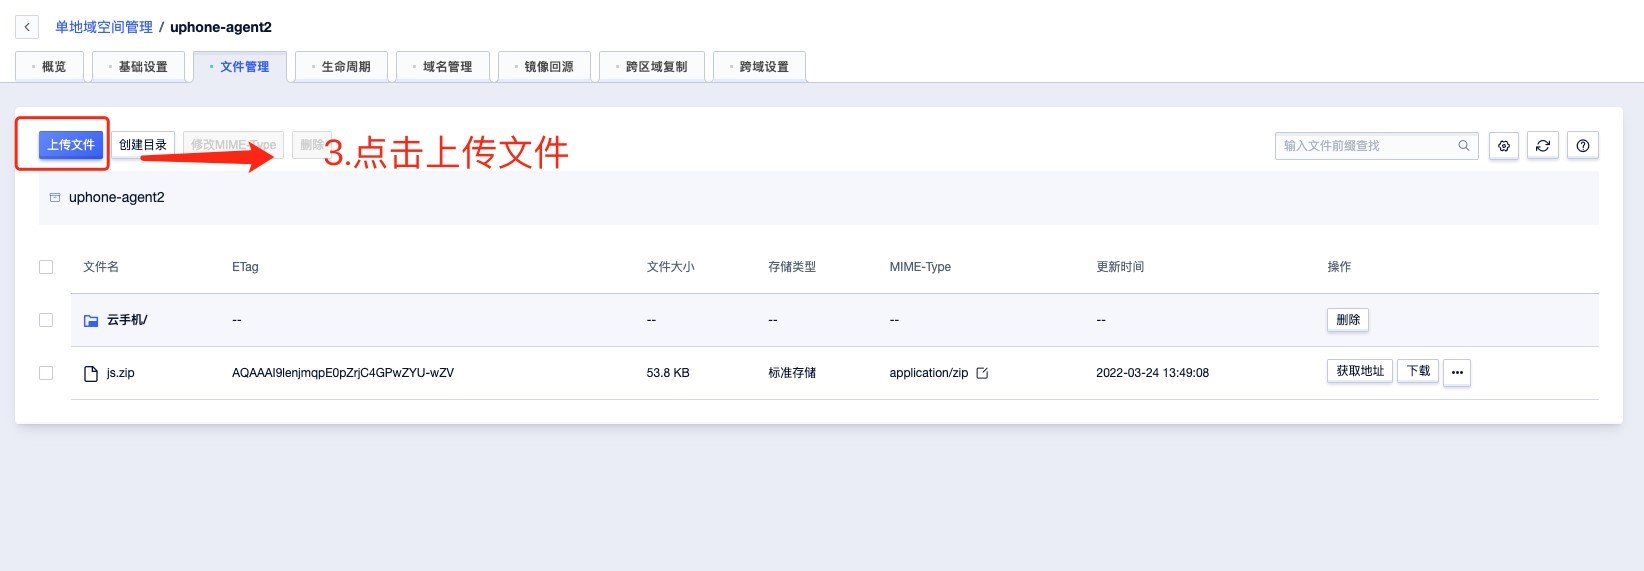 单地域空间管理 / uphone-agent2
概览 基础设置 文件管理 生命周期 域名管理 镜像回源 跨区域复制 跨域设置
上传文件 创建目录 修改MIME-Type 删除 3.点击上传文件 输入文件前缀查找
uphone-agent2
文件名 ETag 文件大小 存储类型 MIME-Type 更新时间 操作
云手机/ -- -- -- -- -- 删除
js.zip AQAAAI9lenjmqpE0pZrjC4GPwZYU-wZV 53.8 KB 标准存储 application/zip 2022-03-24 13:49:08 获取地址 下载 •••